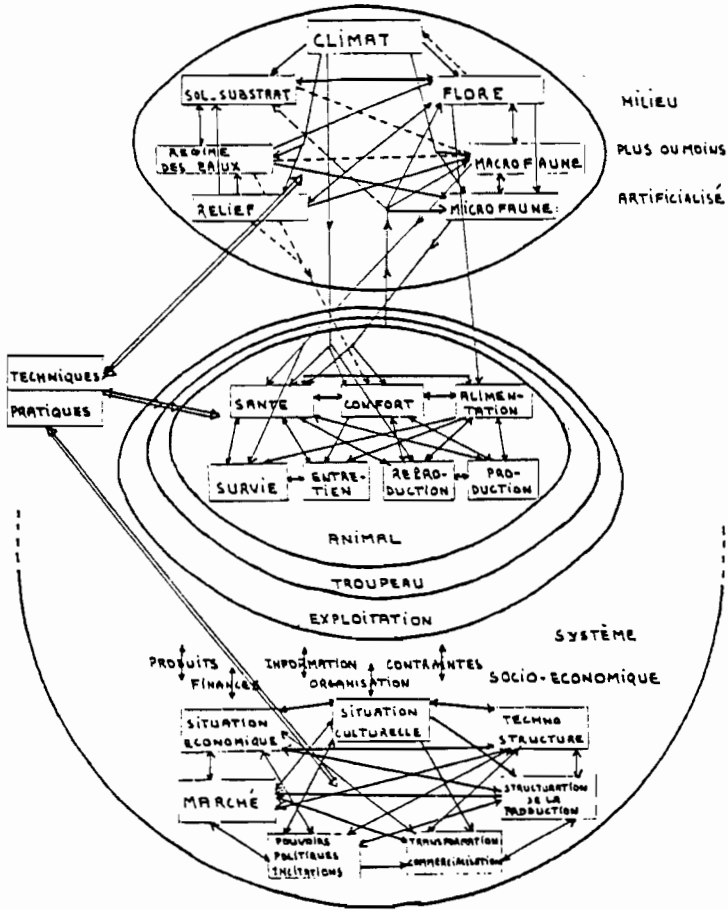 CLIMAT
SOL_SUBSTRAT
FLORE
MILIEU
REGIME
DES EAUX
MACROFAUNE
PLUS OU MOINS
RELIEF
MICROFAUNE
ARTIFICIALISÉ
TECHNIQUES
PRATIQUES
SANTE
CONFORT
ALIMEN-
TATION
SURVIE
ENTRE-
TIEN
REPRO-
DUCTION
PRO-
DUCTION
ANIMAL
TROUPEAU
EXPLOITATION
SYSTÈME
SOCIO-ECONOMIQUE
PRODUITS
INFORMATION
CONTRAINTES
FINANCES
ORGANISATION
SITUATION
ECONOMIQUE
SITUATION
CULTURELLE
TECHNO
STRUCTURE
MARCHÉ
STRUCTURATION
DE LA
PRODUCTION
POUVOIRS
POLITIQUES
INCITATIONS
TRANSFORMATION
COMMERCIALISATION